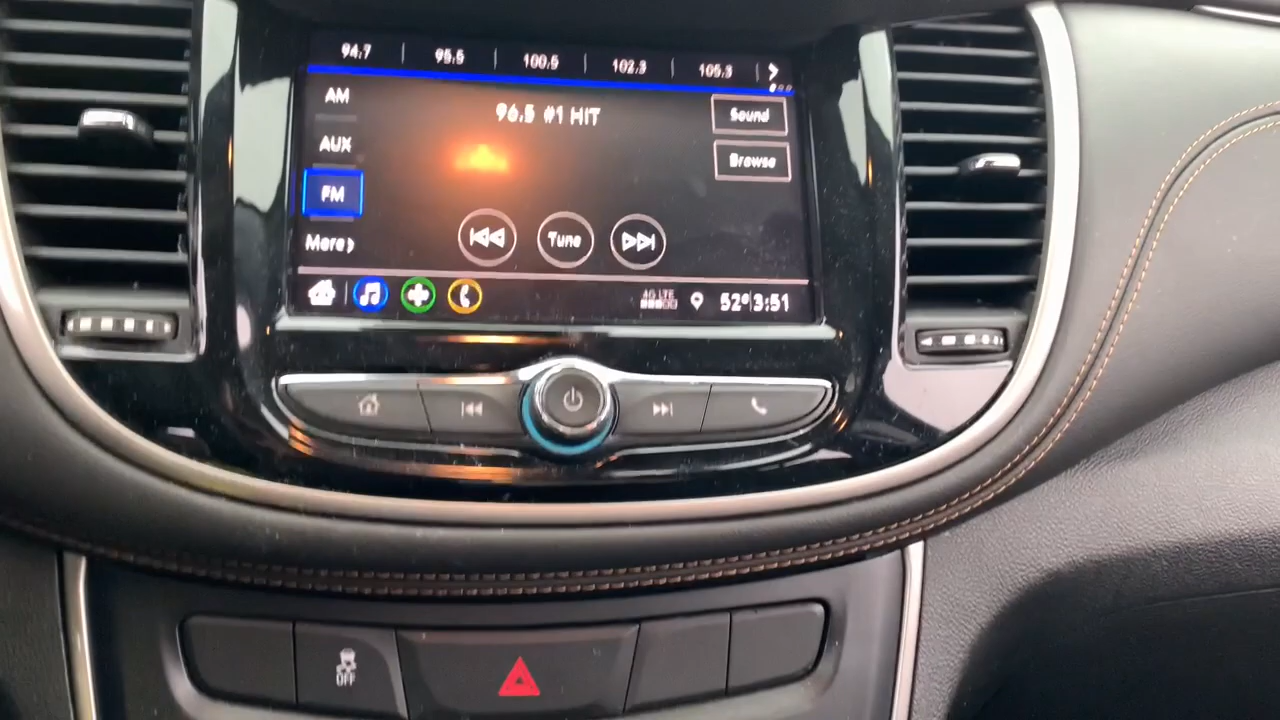 94.7 95.5 100.5 102.3 105.3
AM
96.5 #1 HIT
Sound
AUX
Browse
FM
Tune
More
4G LTE
52° 3:51
OFF